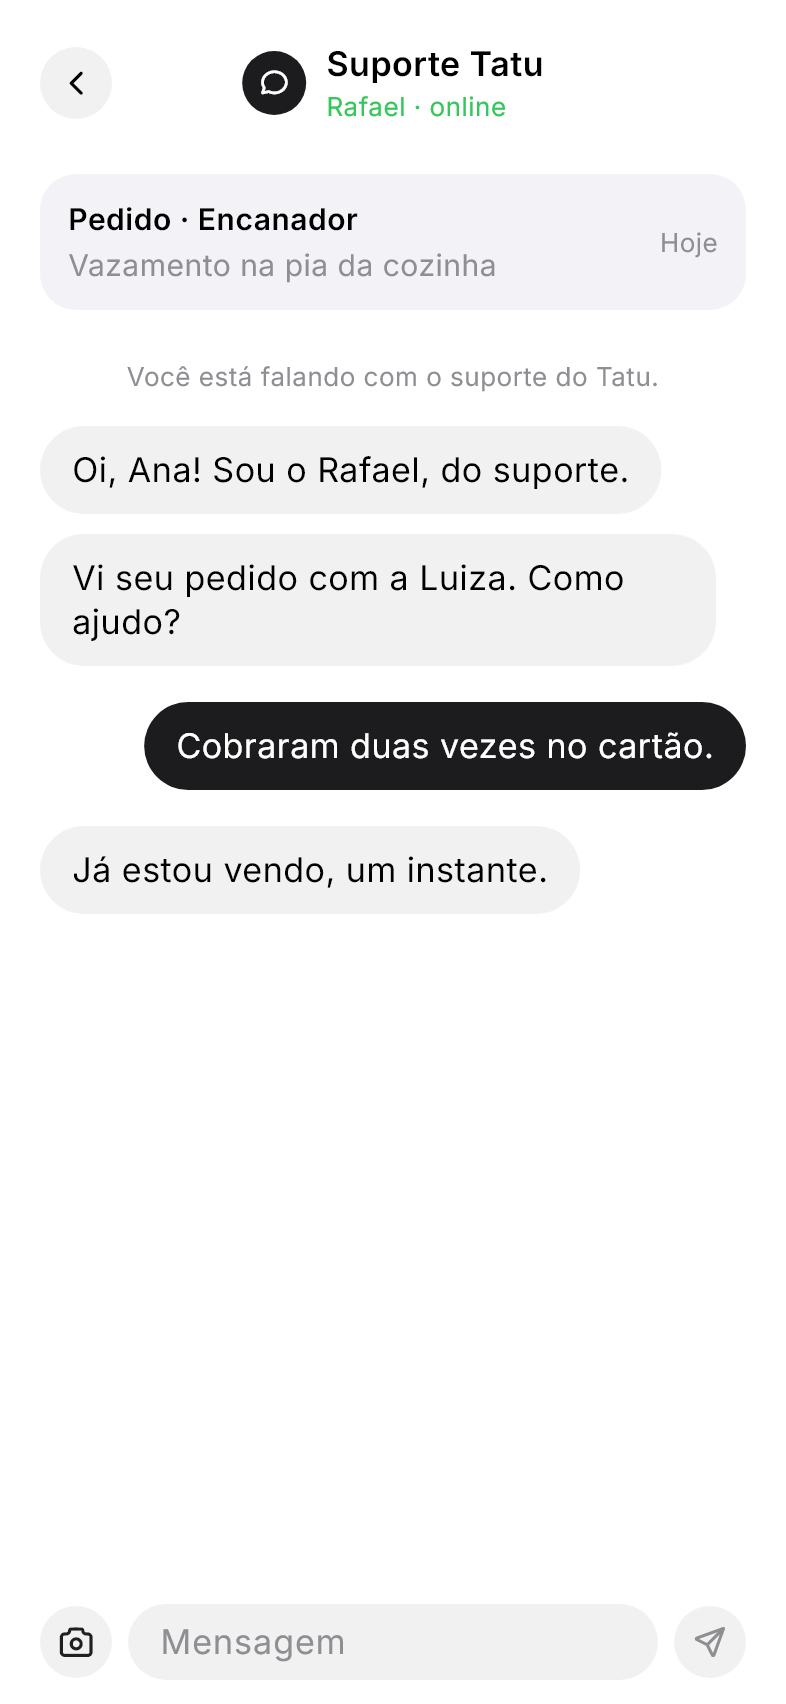 Suporte Tatu
Rafael · online
Pedido · Encanador
Vazamento na pia da cozinha
Hoje
Você está falando com o suporte do Tatu.
Oi, Ana! Sou o Rafael, do suporte.
Vi seu pedido com a Luiza. Como
ajudo?
Cobraram duas vezes no cartão.
Já estou vendo, um instante.
Mensagem